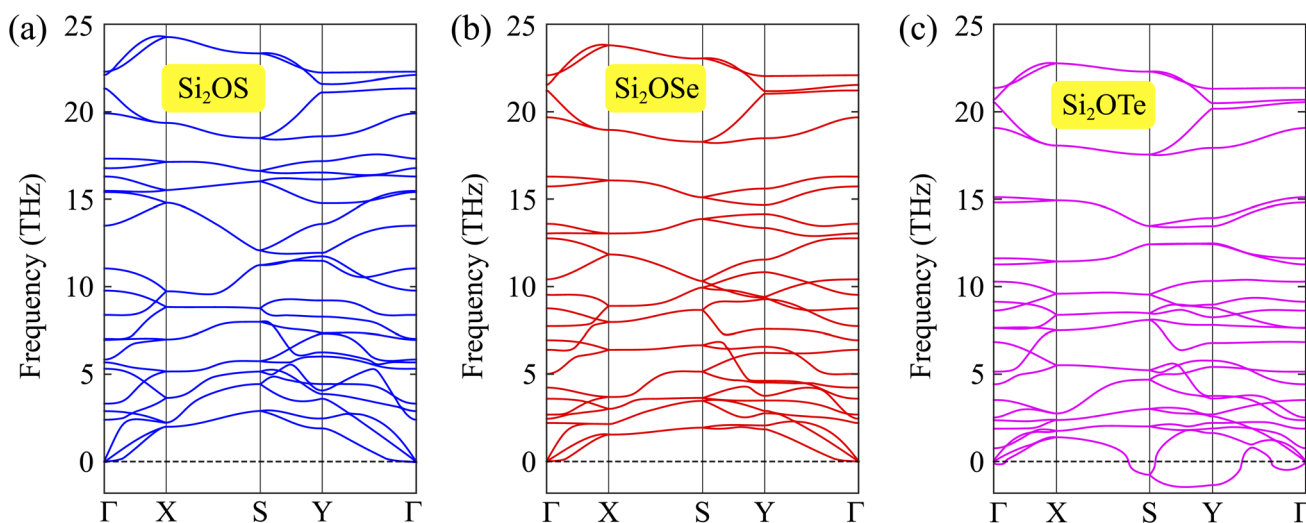 (a)
Si₂OS
Frequency (THz)
25
20
15
10
5
0
Γ X S Y Γ
(b)
Si₂OSe
Frequency (THz)
25
20
15
10
5
0
Γ X S Y Γ
(c)
Si₂OTe
Frequency (THz)
25
20
15
10
5
0
Γ X S Y Γ